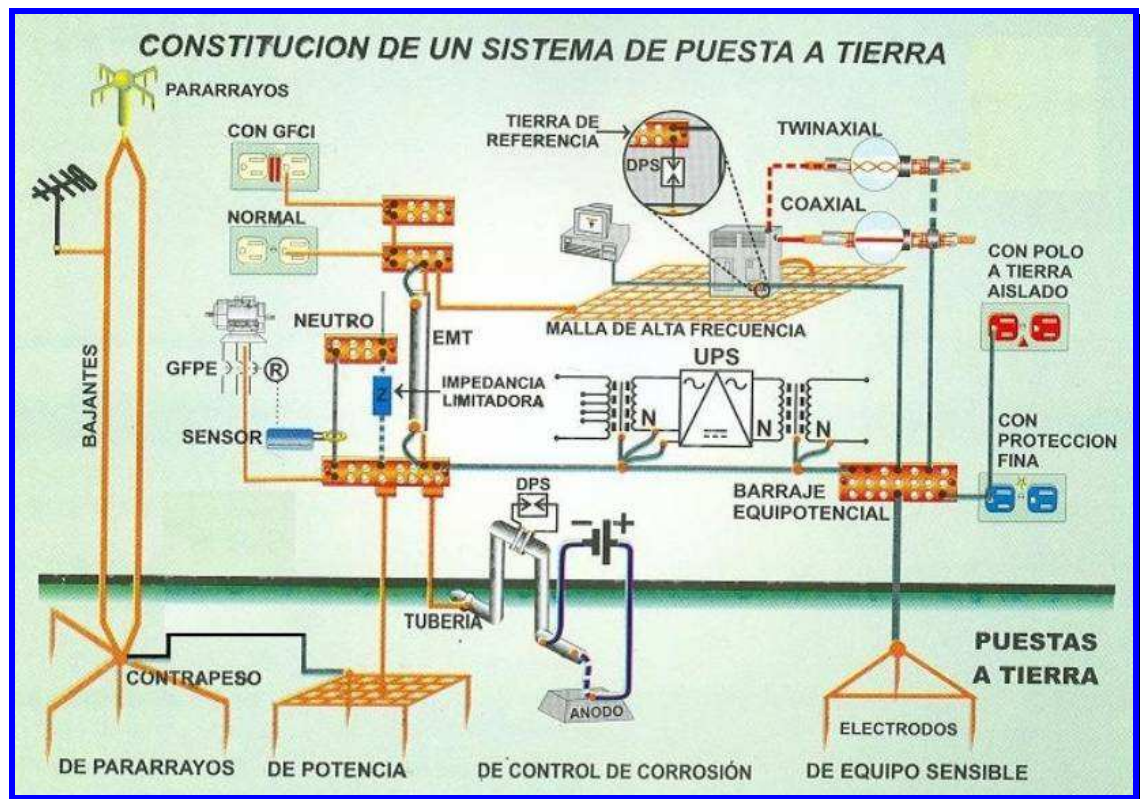 CONSTITUCION DE UN SISTEMA DE PUESTA A TIERRA
PARARRAYOS
CON GFCI
NORMAL
TIERRA DE
REFERENCIA
DPS
TWINAXIAL
COAXIAL
CON POLO
A TIERRA
AISLADO
MALLA DE ALTA FRECUENCIA
NEUTRO
EMT
GFPE
R
BAJANTES
Z
IMPEDANCIA
LIMITADORA
SENSOR
UPS
N
N
N
CON
PROTECCION
FINA
DPS
BARRAJE
EQUIPOTENCIAL
- +
TUBERIA
CONTRAPESO
ANODO
PUESTAS
A TIERRA
ELECTRODOS
DE PARARRAYOS
DE POTENCIA
DE CONTROL DE CORROSIÓN
DE EQUIPO SENSIBLE